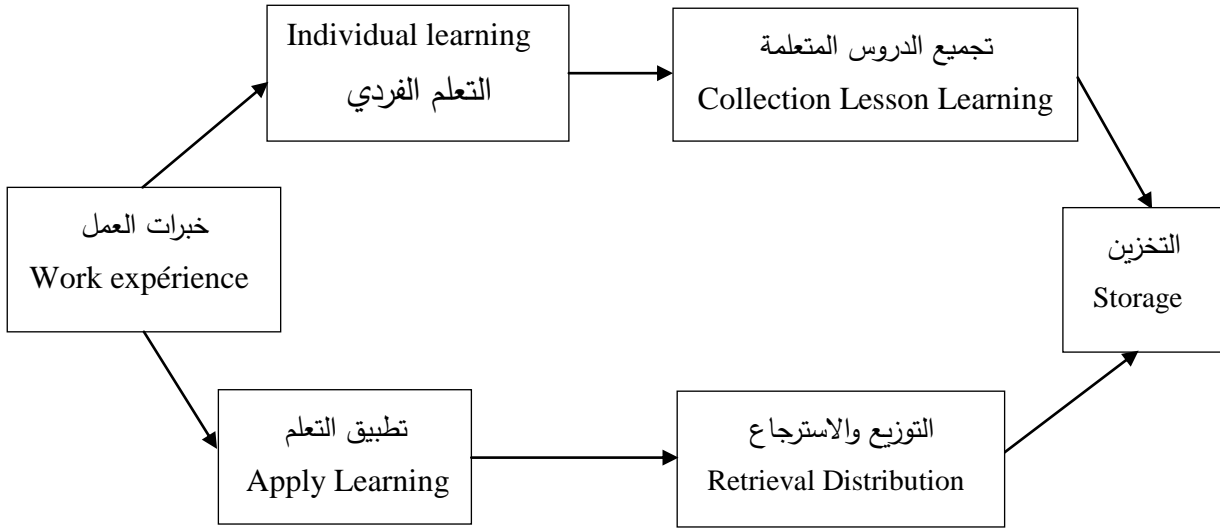 Individual learning
التعلم الفردي
تجميع الدروس المتعلمة
Collection Lesson Learning
خبرات العمل
Work expérience
التخزين
Storage
تطبيق التعلم
Apply Learning
التوزيع والاسترجاع
Retrieval Distribution